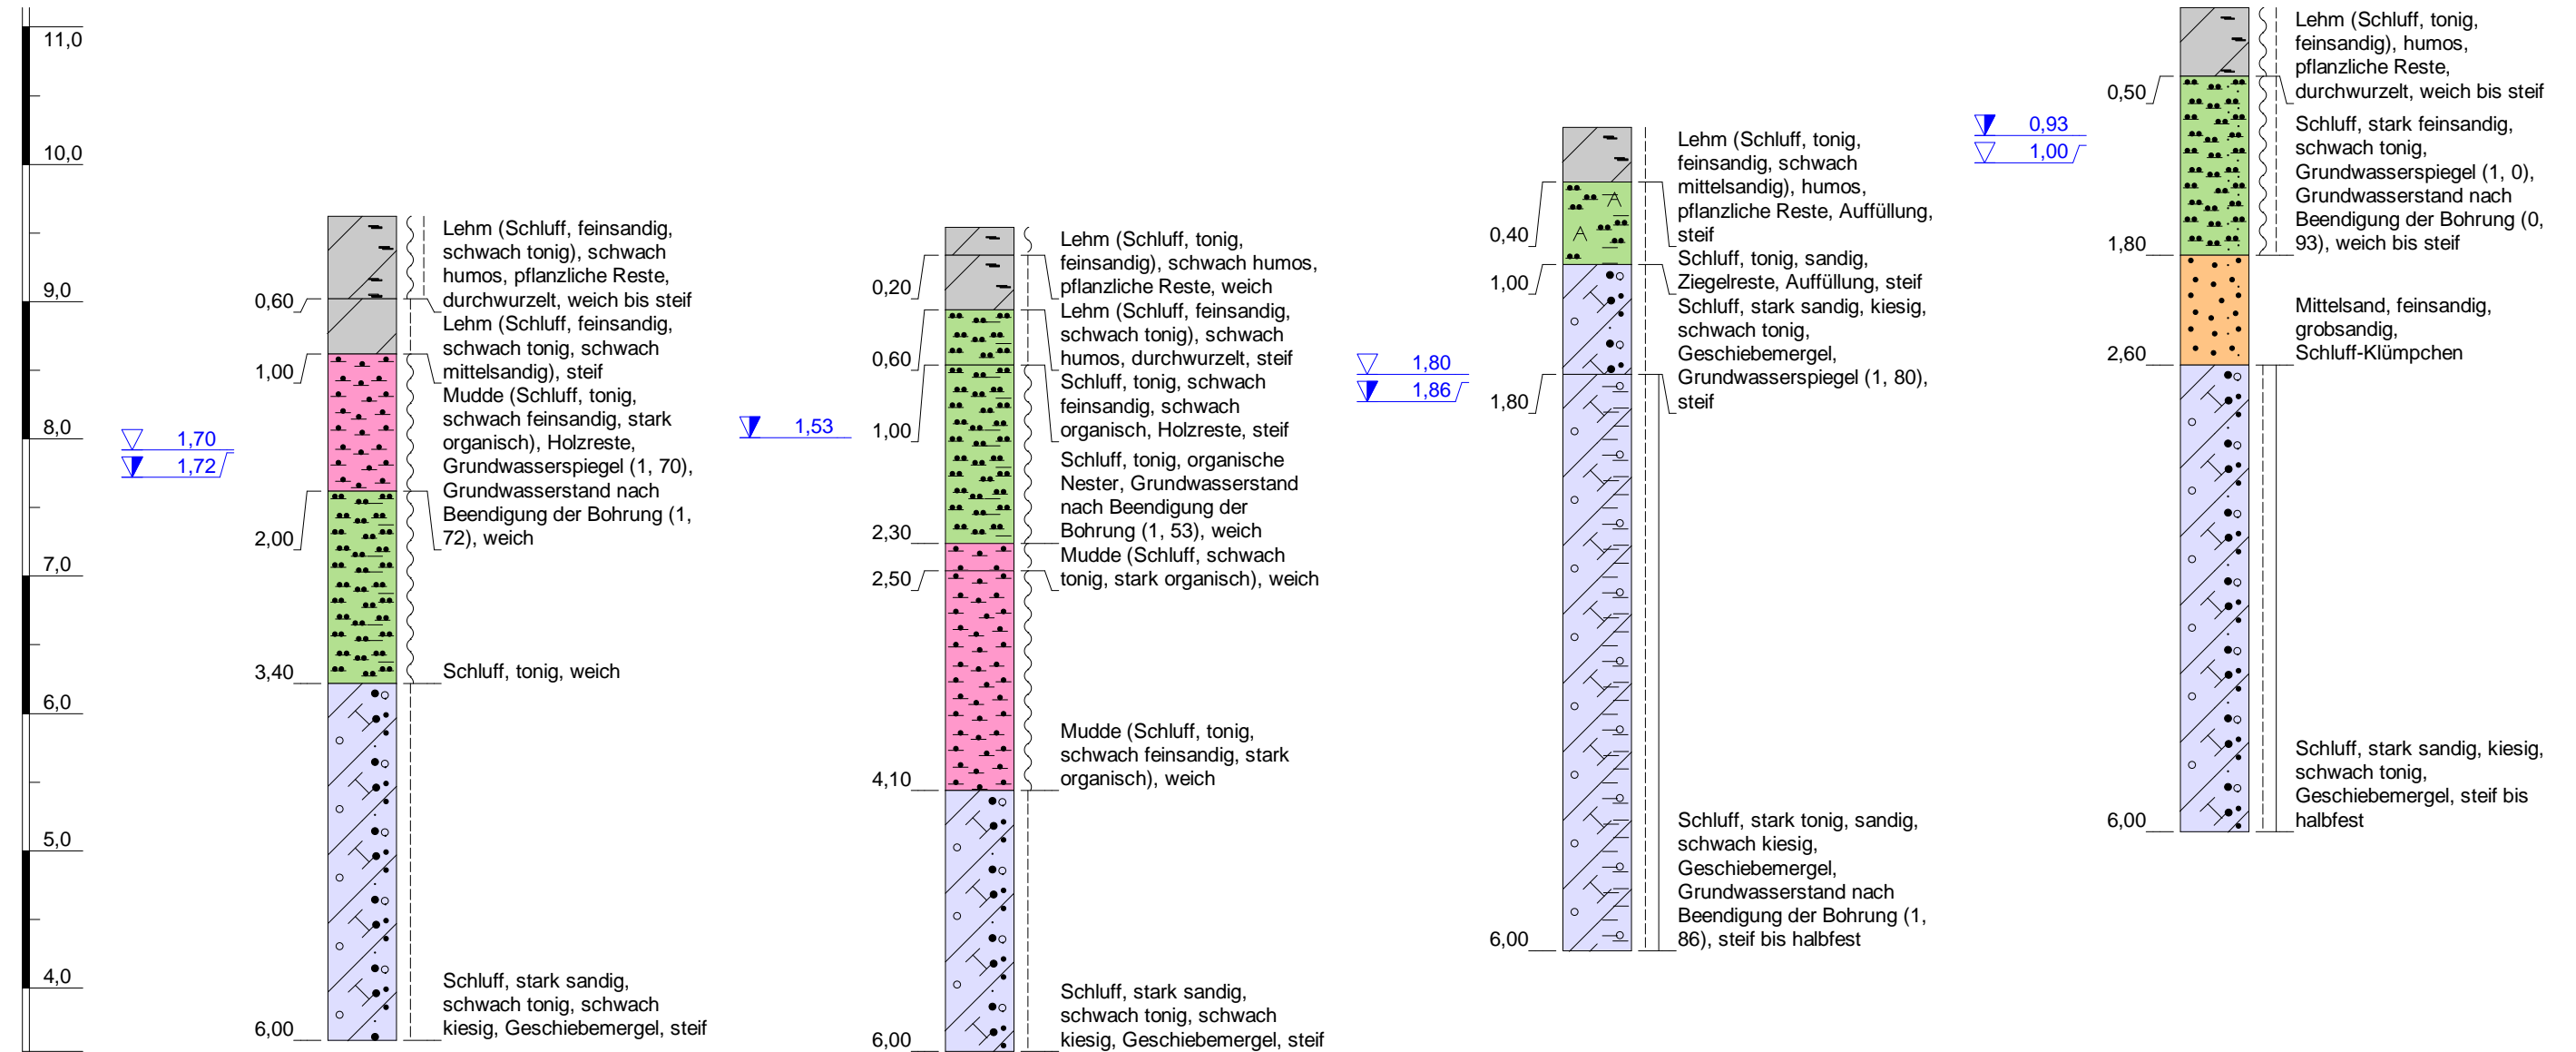 11,0
10,0
9,0
8,0
7,0
6,0
5,0
4,0
1,70
1,72
0,60
1,00
2,00
3,40
6,00
Lehm (Schluff, feinsandig,
schwach tonig), schwach
humos, pflanzliche Reste,
durchwurzelt, weich bis steif
Lehm (Schluff, feinsandig,
schwach tonig, schwach
mittelsandig), steif
Mudde (Schluff, tonig,
schwach feinsandig, stark
organisch), Holzreste,
Grundwasserspiegel (1, 70),
Grundwasserstand nach
Beendigung der Bohrung (1,
72), weich
Schluff, tonig, weich
Schluff, stark sandig,
schwach tonig, schwach
kiesig, Geschiebemergel, steif
1,53
0,20
0,60
1,00
2,30
2,50
4,10
6,00
Lehm (Schluff, tonig,
feinsandig), schwach humos,
pflanzliche Reste, weich
Lehm (Schluff, feinsandig,
schwach tonig), schwach
humos, durchwurzelt, steif
Schluff, tonig, schwach
feinsandig, schwach
organisch, Holzreste, steif
Schluff, tonig, organische
Nester, Grundwasserstand
nach Beendigung der
Bohrung (1, 53), weich
Mudde (Schluff, schwach
tonig, stark organisch), weich
Mudde (Schluff, tonig,
schwach feinsandig, stark
organisch), weich
Schluff, stark sandig,
schwach tonig, schwach
kiesig, Geschiebemergel, steif
1,80
1,86
0,40
1,00
1,80
6,00
Lehm (Schluff, tonig,
feinsandig, schwach
mittelsandig), humos,
pflanzliche Reste, Auffüllung,
steif
Schluff, tonig, sandig,
Ziegelreste, Auffüllung, steif
Schluff, stark sandig, kiesig,
schwach tonig,
Geschiebemergel,
Grundwasserspiegel (1, 80),
steif
Schluff, stark tonig, sandig,
schwach kiesig,
Geschiebemergel,
Grundwasserstand nach
Beendigung der Bohrung (1,
86), steif bis halbfest
0,93
1,00
0,50
1,80
2,60
6,00
Lehm (Schluff, tonig,
feinsandig), humos,
pflanzliche Reste,
durchwurzelt, weich bis steif
Schluff, stark feinsandig,
schwach tonig,
Grundwasserspiegel (1, 0),
Grundwasserstand nach
Beendigung der Bohrung (0,
93), weich bis steif
Mittelsand, feinsandig,
grobsandig,
Schluff-Klümpchen
Schluff, stark sandig, kiesig,
schwach tonig,
Geschiebemergel, steif bis
halbfest